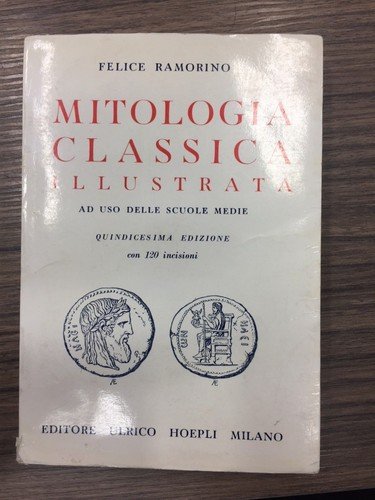 FELICE RAMORINO
MITOLOGIA
CLASSICA
ILLUSTRATA
AD USO DELLE SCUOLE MEDIE
QUINDICESIMA EDIZIONE
con 120 incisioni
EDITORE ULRICO HOEPLI MILANO